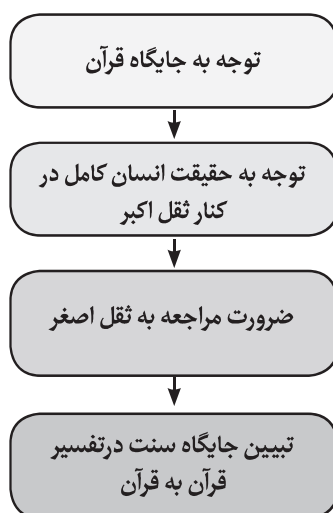 توجه به جایگاه قرآن
توجه به حقیقت انسان کامل در
کنار ثقل اکبر
ضرورت مراجعه به ثقل اصغر
تبیین جایگاه سنت درتفسیر
قرآن به قرآن